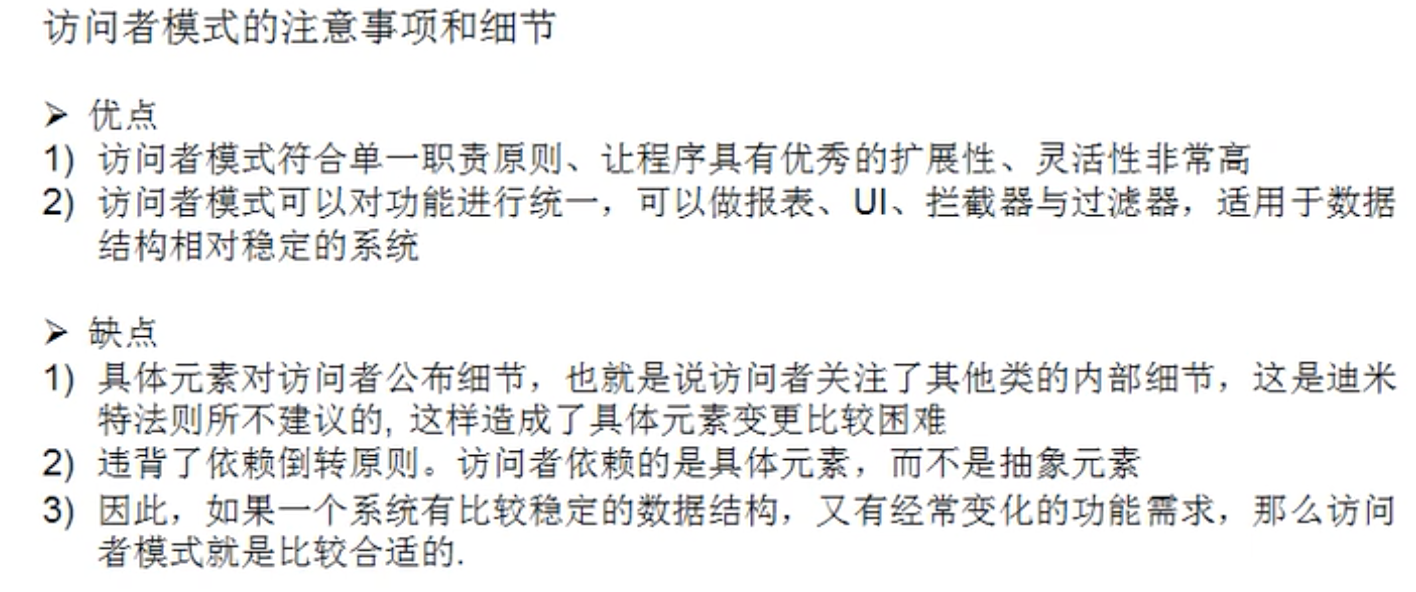 访问者模式的注意事项和细节
➢ 优点
1) 访问者模式符合单一职责原则、让程序具有优秀的扩展性、灵活性非常高
2) 访问者模式可以对功能进行统一，可以做报表、UI、拦截器与过滤器，适用于数据
结构相对稳定的系统
➢ 缺点
1) 具体元素对访问者公布细节，也就是说访问者关注了其他类的内部细节，这是迪米
特法则所不建议的, 这样造成了具体元素变更比较困难
2) 违背了依赖倒转原则。访问者依赖的是具体元素，而不是抽象元素
3) 因此，如果一个系统有比较稳定的数据结构，又有经常变化的功能需求，那么访问
者模式就是比较合适的.